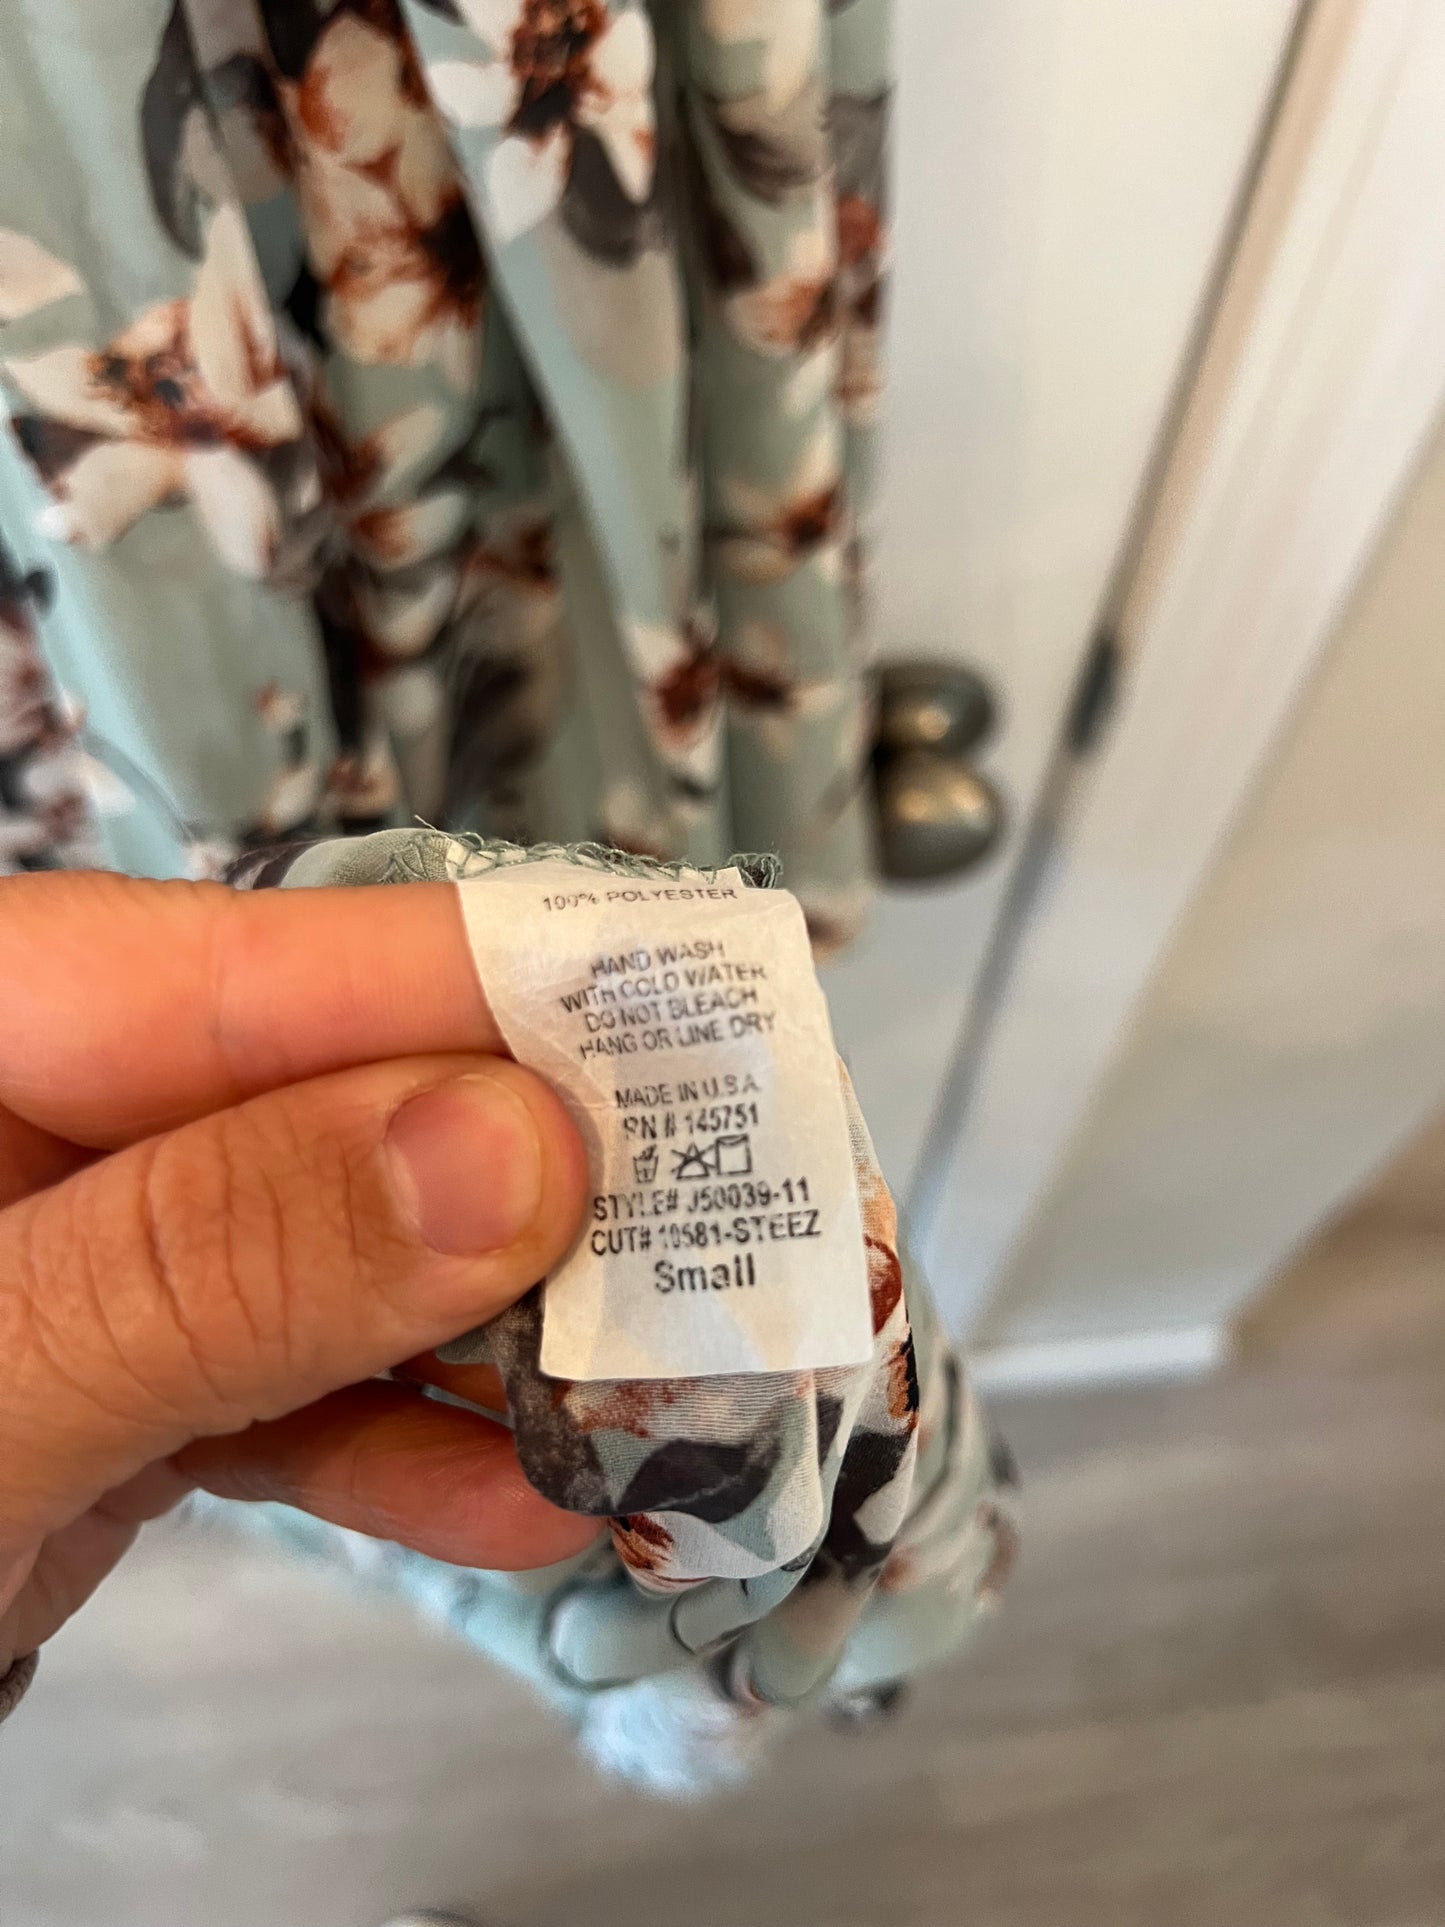 100% POLYESTER
HAND WASH
WITH COLD WATER
DO NOT BLEACH
HANG OR LINE DRY
MADE IN U.S.A
RN # 145751
STYLE# J50039-11
CUT# 10581-STEEZ
Small